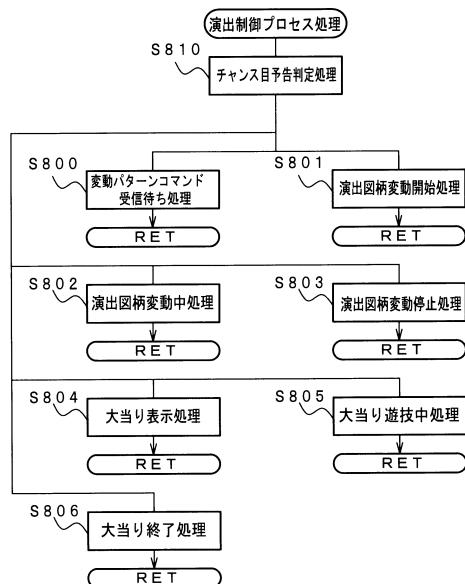 演出制御プロセス処理
S810
チャンス目予告判定処理
S800
変動パターンコマンド
受信待ち処理
RET
S801
演出図柄変動開始処理
RET
S802
演出図柄変動中処理
RET
S803
演出図柄変動停止処理
RET
S804
大当り表示処理
RET
S805
大当り遊技中処理
RET
S806
大当り終了処理
RET